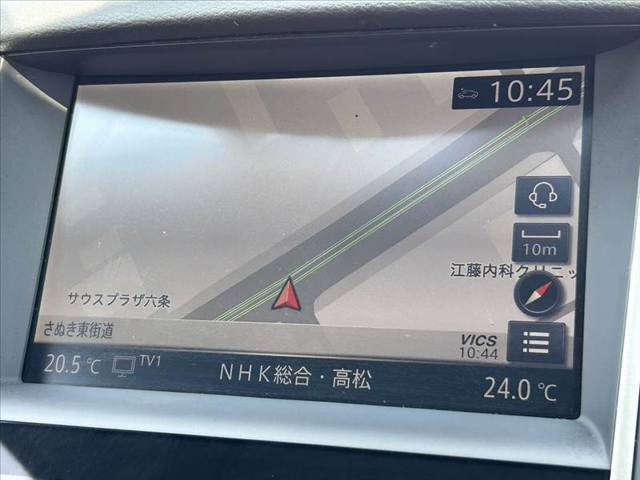 10:45
10m
江藤内科クリニッ
サウスプラザ六条
さぬき東街道
VICS
10:44
20.5℃ TV1 NHK総合・高松 24.0℃